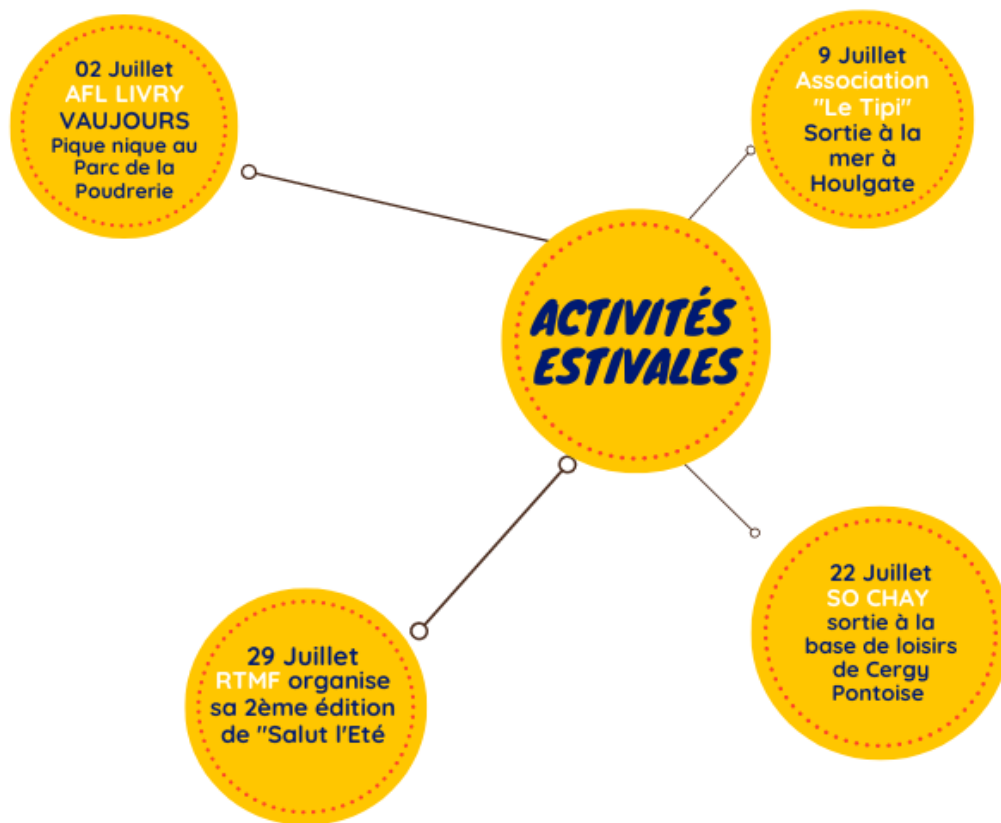 02 Juillet
AFL LIVRY
VAUJOURS
Pique nique au
Parc de la
Poudrerie
9 Juillet
Association
"Le Tipi"
Sortie à la
mer à
Houlgate
ACTIVITÉS
ESTIVALES
29 Juillet
RTMF organise
sa 2ème édition
de "Salut l'Eté
22 Juillet
SO CHAY
sortie à la
base de loisirs
de Cergy
Pontoise